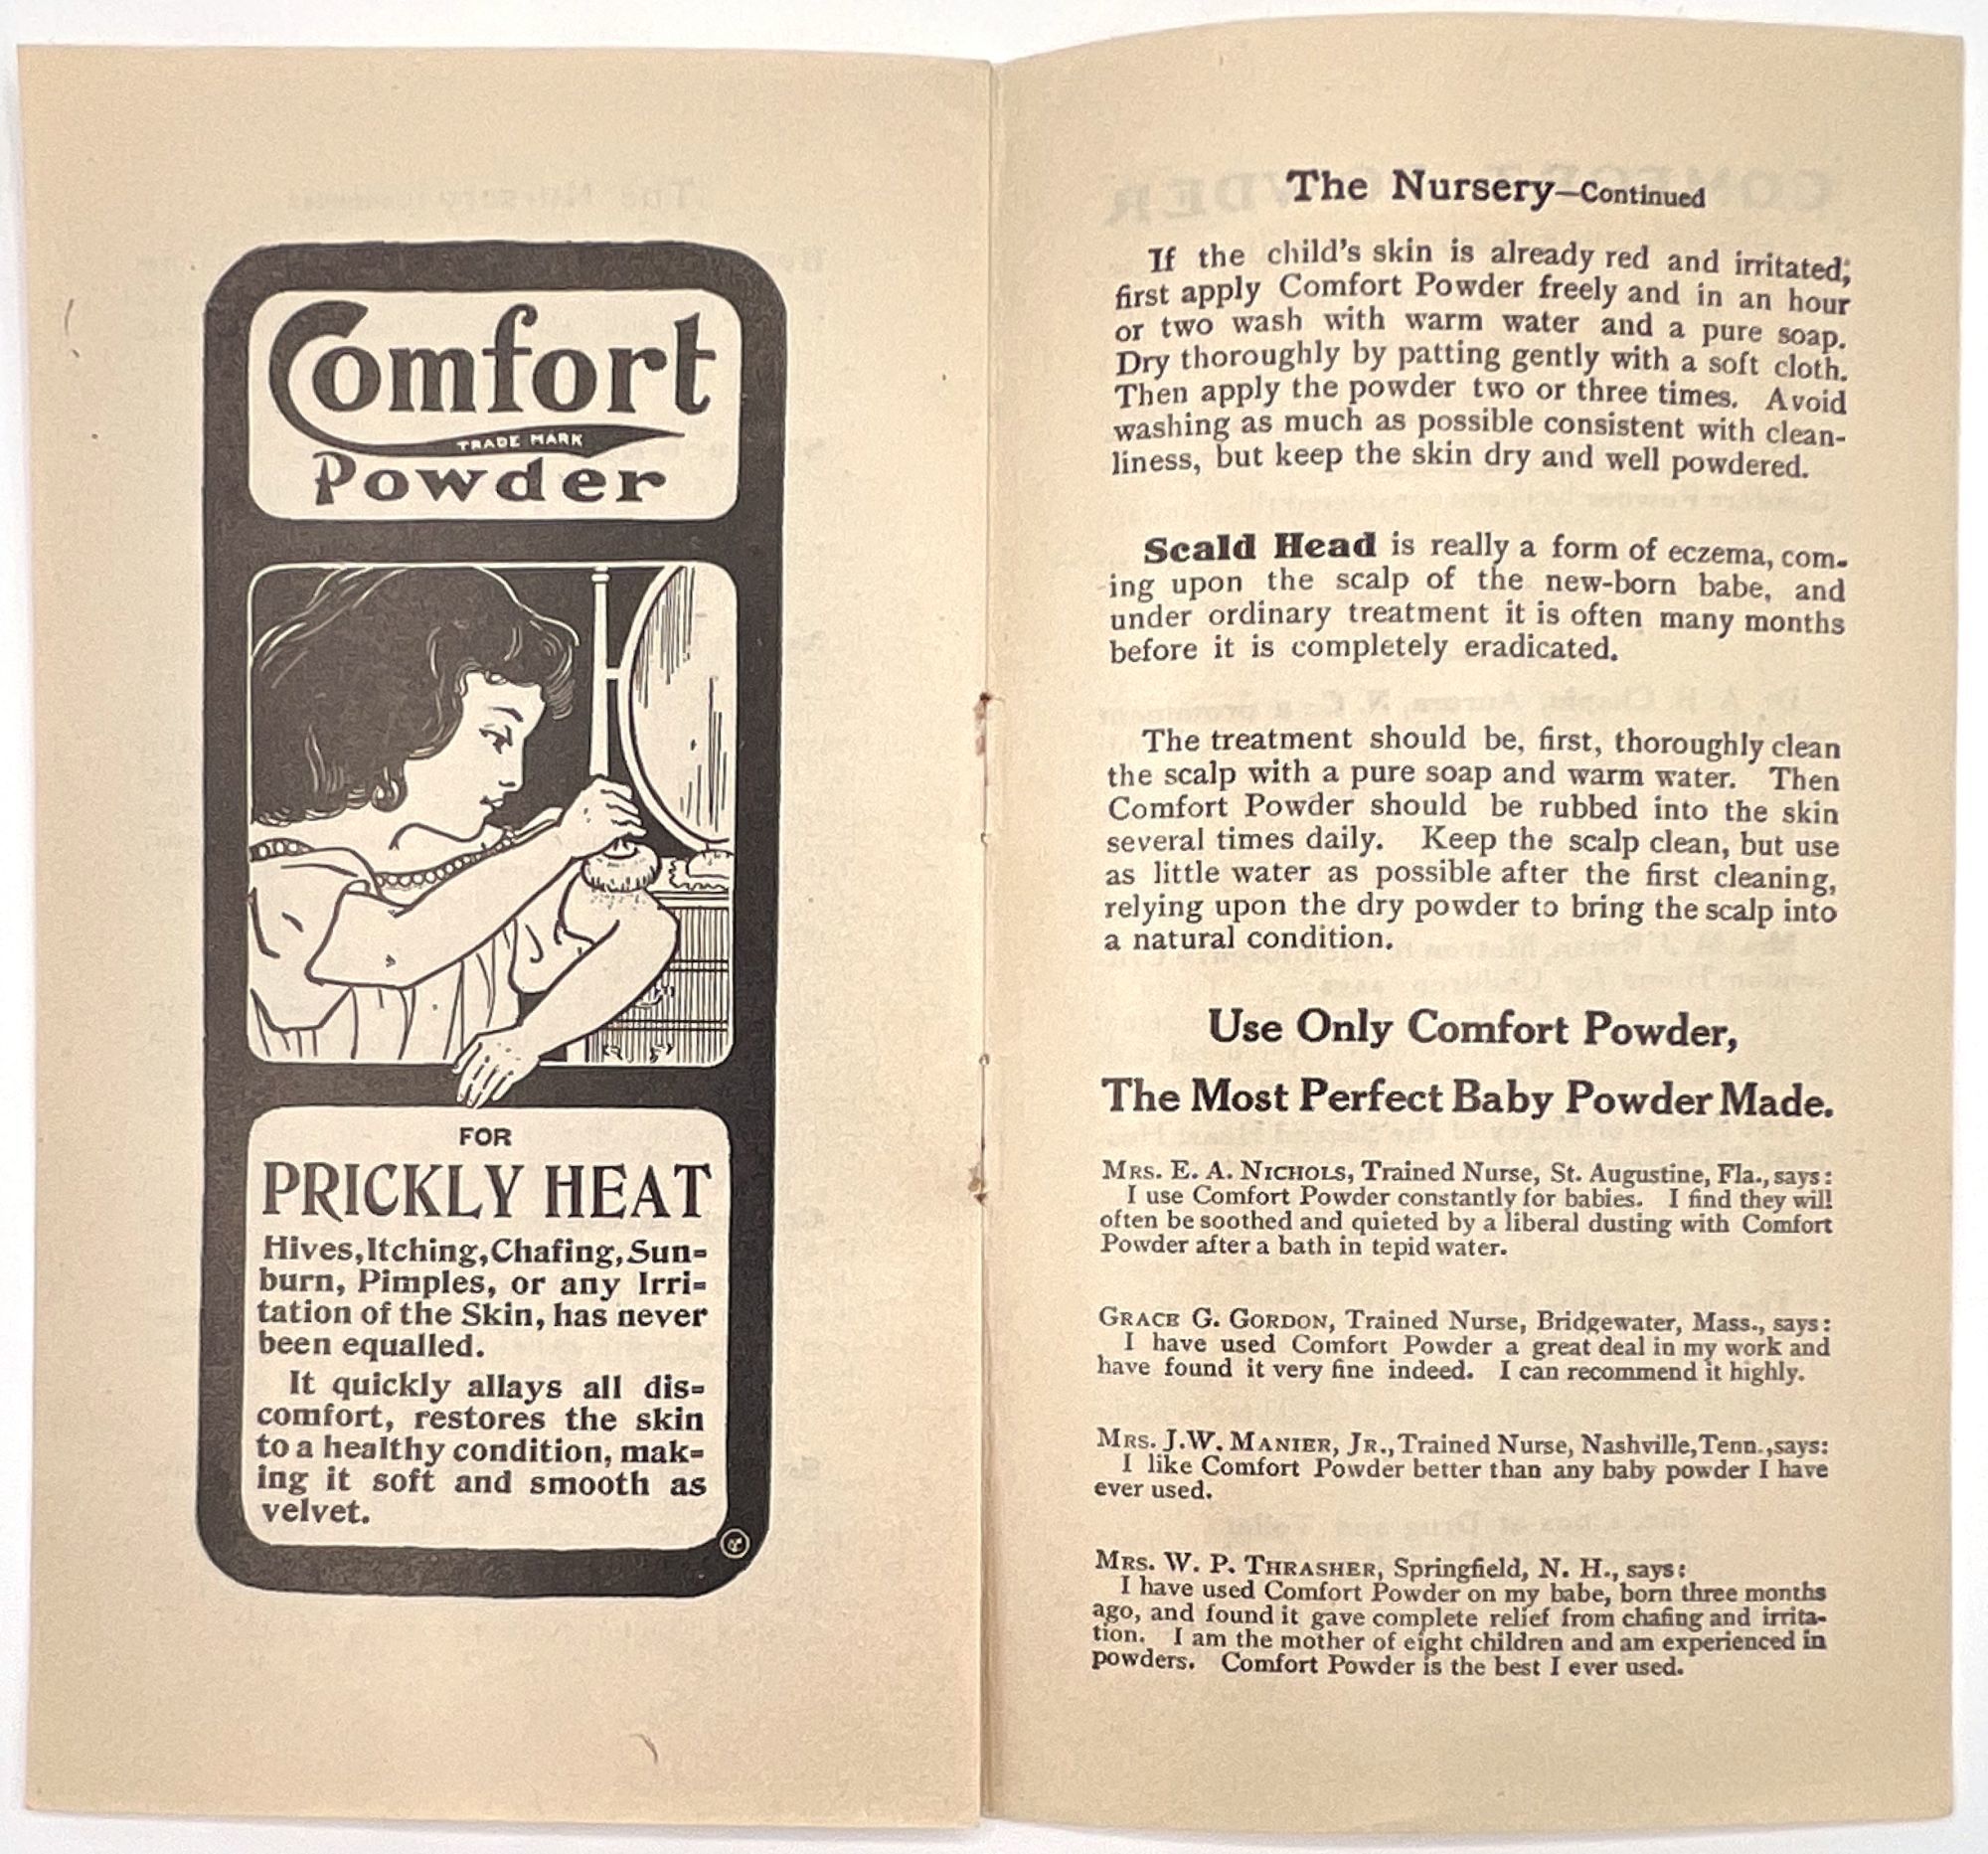 Comfort
TRADE MARK
Powder
FOR
PRICKLY HEAT
Hives, Itching, Chafing, Sun-
burn, Pimples, or any Irri-
tation of the Skin, has never
been equalled.
It quickly allays all dis-
comfort, restores the skin
to a healthy condition, mak-
ing it soft and smooth as
velvet.
The Nursery—Continued
If the child's skin is already red and irritated,
first apply Comfort Powder freely and in an hour
or two wash with warm water and a pure soap.
Dry thoroughly by patting gently with a soft cloth.
Then apply the powder two or three times. Avoid
washing as much as possible consistent with clean-
liness, but keep the skin dry and well powdered.
Scald Head is really a form of eczema, com-
ing upon the scalp of the new-born babe, and
under ordinary treatment it is often many months
before it is completely eradicated.
The treatment should be, first, thoroughly clean
the scalp with a pure soap and warm water. Then
Comfort Powder should be rubbed into the skin
several times daily. Keep the scalp clean, but use
as little water as possible after the first cleaning,
relying upon the dry powder to bring the scalp into
a natural condition.
Use Only Comfort Powder,
The Most Perfect Baby Powder Made.
MRS. E. A. NICHOLS, Trained Nurse, St. Augustine, Fla., says:
I use Comfort Powder constantly for babies. I find they will
often be soothed and quieted by a liberal dusting with Comfort
Powder after a bath in tepid water.
GRACE G. GORDON, Trained Nurse, Bridgewater, Mass., says:
I have used Comfort Powder a great deal in my work and
have found it very fine indeed. I can recommend it highly.
MRS. J. W. MANIER, JR., Trained Nurse, Nashville, Tenn., says:
I like Comfort Powder better than any baby powder I have
ever used.
MRS. W. P. THRASHER, Springfield, N. H., says:
I have used Comfort Powder on my babe, born three months
ago, and found it gave complete relief from chafing and irrita-
tion. I am the mother of eight children and am experienced in
powders. Comfort Powder is the best I ever used.